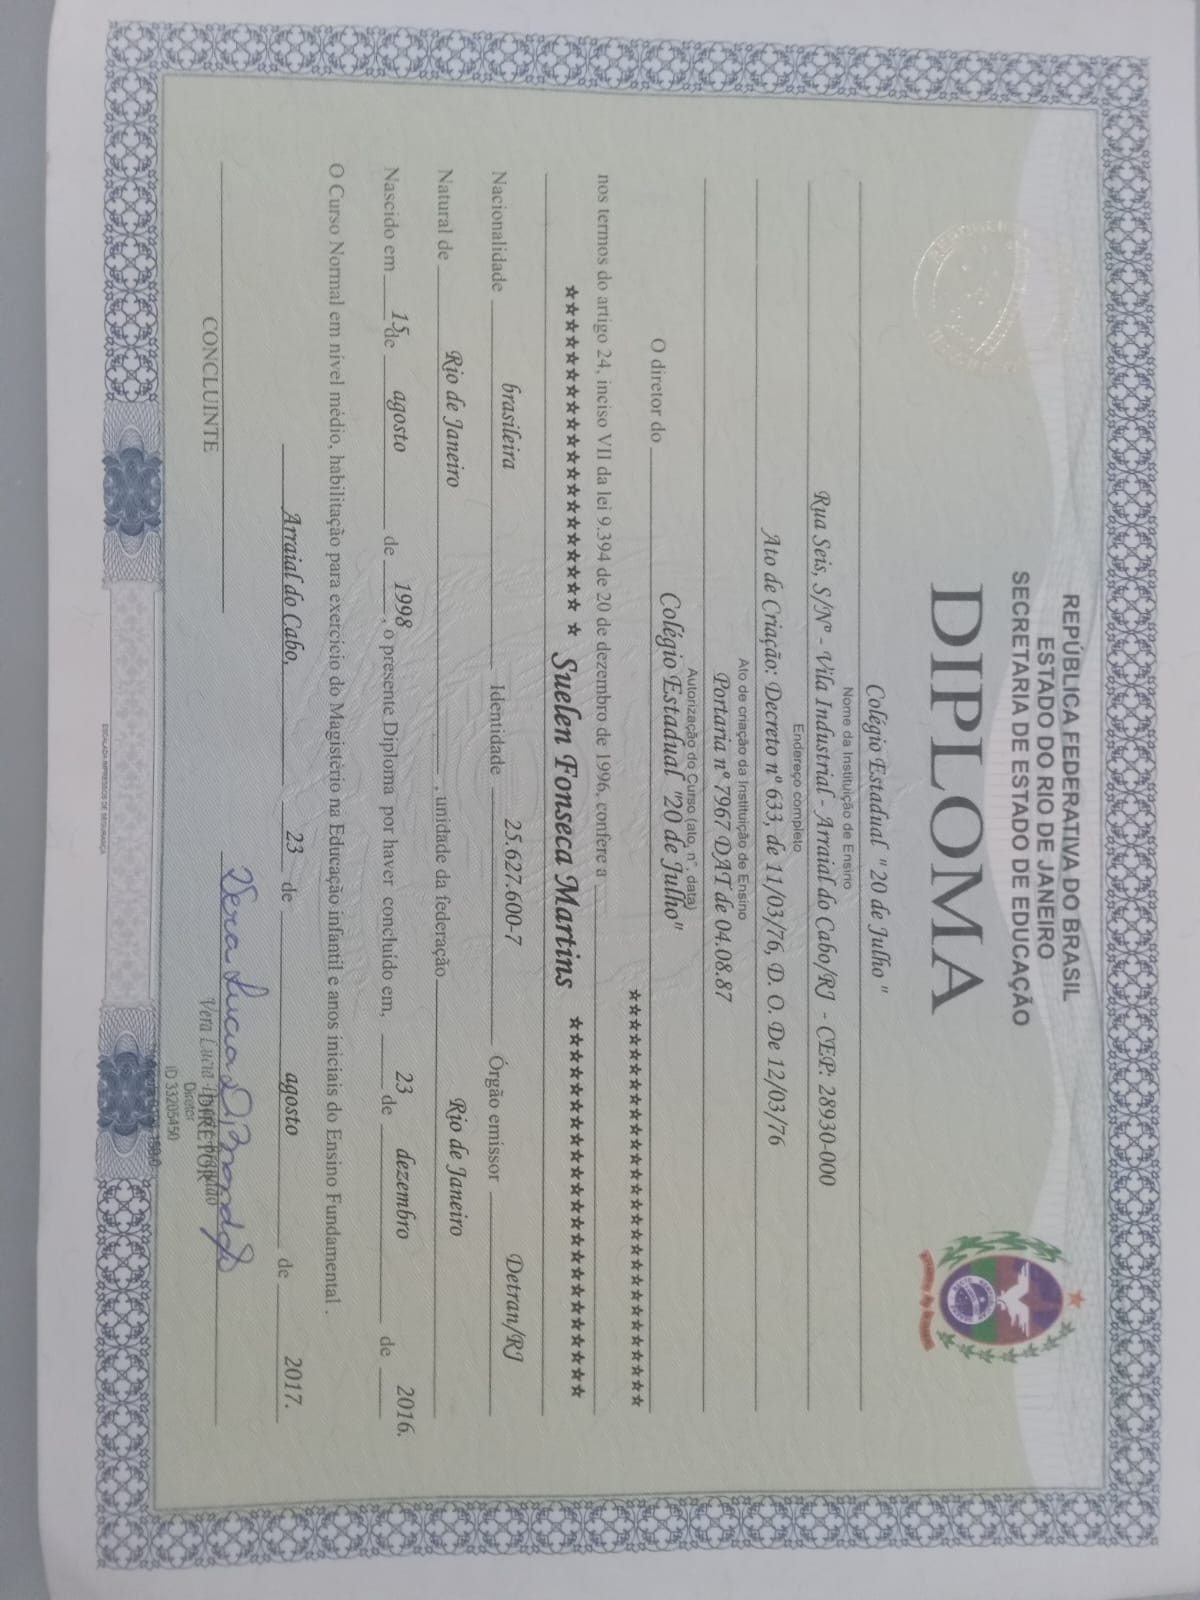 REPÚBLICA FEDERATIVA DO BRASIL
ESTADO DO RIO DE JANEIRO
SECRETARIA DE ESTADO DE EDUCAÇÃO
DIPLOMA
Colégio Estadual " 20 de Julho "
Nome da Instituição de Ensino
Rua Seis, S/Nº - Vila Industrial - Arraial do Cabo/RJ - CEP: 28930-000
Endereço completo
Ato de Criação: Decreto nº 633, de 11/03/76, D. O. De 12/03/76
Ato de criação da Instituição de Ensino
Portaria nº 7967 DAT de 04.08.87
Autorização do Curso (ato, nº, data)
O diretor do Colégio Estadual "20 de Julho" ******************************
nos termos do artigo 24, inciso VII da lei 9.394 de 20 de dezembro de 1996, confere a
************************ * Suelen Fonseca Martins ***************************
Nacionalidade brasileira Identidade 25.627.600-7 Órgão emissor Detran/RJ
Natural de Rio de Janeiro , unidade da federação Rio de Janeiro
Nascido em 15 de agosto de 1998 , o presente Diploma por haver concluído em, 23 de dezembro de 2016.
O Curso Normal em nível médio, habilitação para exercício do Magistério na Educação infantil e anos iniciais do Ensino Fundamental .
Arraial do Cabo, 23 de agosto de 2017.
CONCLUINTE
Vera Lucia
DIRETOR
Diretor
ID 33205450